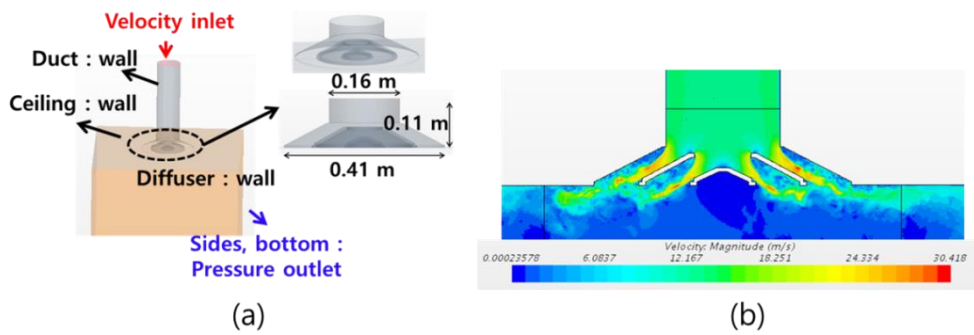 Velocity inlet
Duct : wall
Ceiling : wall
Diffuser : wall
Sides, bottom :
Pressure outlet
0.16 m
0.11 m
0.41 m
(a)
Velocity: Magnitude (m/s)
0.00023578 6.0837 12.167 18.251 24.334 30.418
(b)